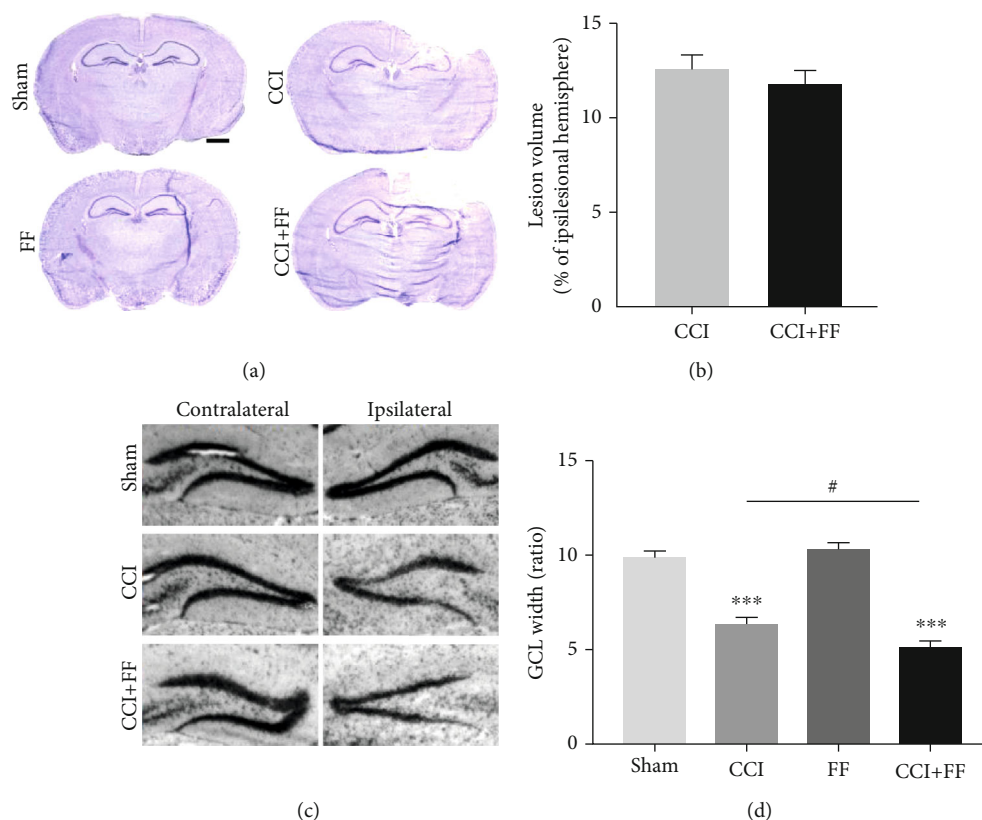 Sham
CCI
FF
CCI+FF
(a)
Lesion volume
(% of ipsilesional hemisphere)
15
10
5
0
CCI
CCI+FF
(b)
Contralateral
Ipsilateral
Sham
CCI
CCI+FF
(c)
GCL width (ratio)
15
10
5
0
#
***
***
Sham
CCI
FF
CCI+FF
(d)